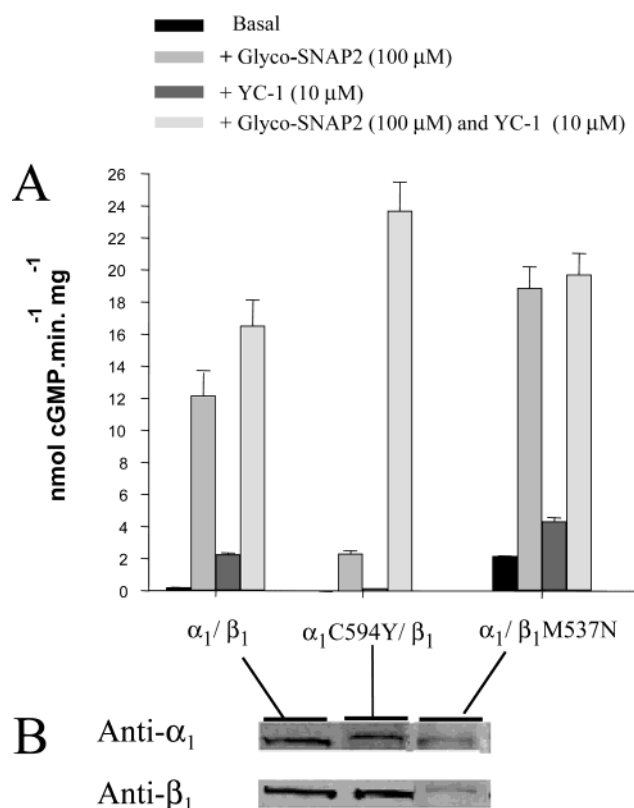 Basal
+ Glyco-SNAP2 (100 μM)
+ YC-1 (10 μM)
+ Glyco-SNAP2 (100 μM) and YC-1 (10 μM)
A
nmol cGMP.min.⁻¹ mg⁻¹
26
24
22
20
18
16
14
12
10
8
6
4
2
0
α₁/ β₁
α₁C594Y/ β₁
α₁/ β₁M537N
B
Anti-α₁
Anti-β₁